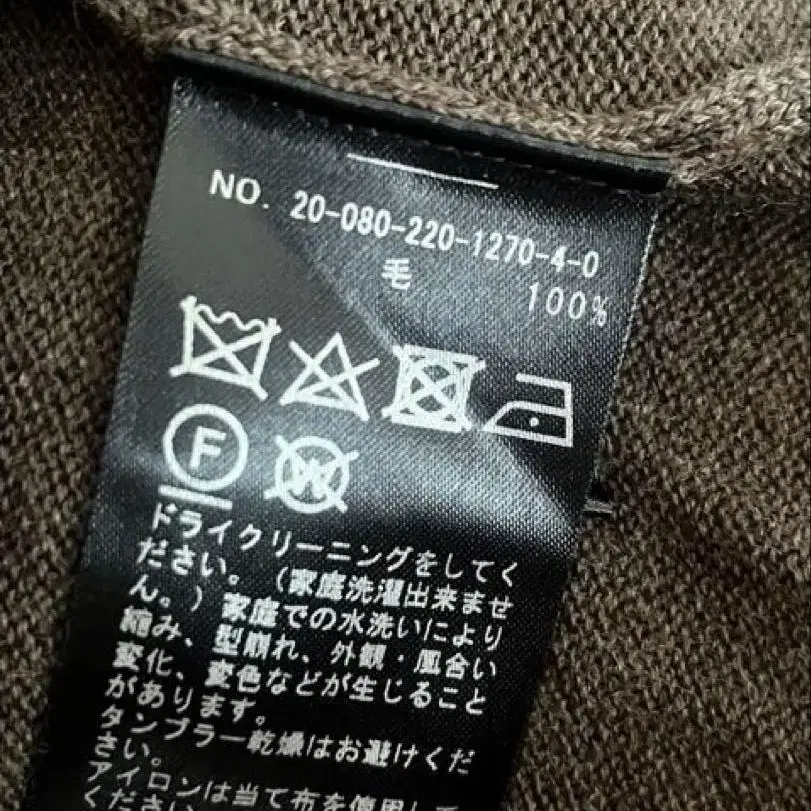 NO. 20-080-220-1270-4-0
毛 100%
F W
ドライクリーニングをしてく
ださい。（家庭洗濯出来ませ
ん。）家庭での水洗いにより
縮み、型崩れ、外観・風合い
変化、変色などが生じること
があります。
タンブラー乾燥はお避けくだ
さい。
アイロンは当て布を使用して
ください